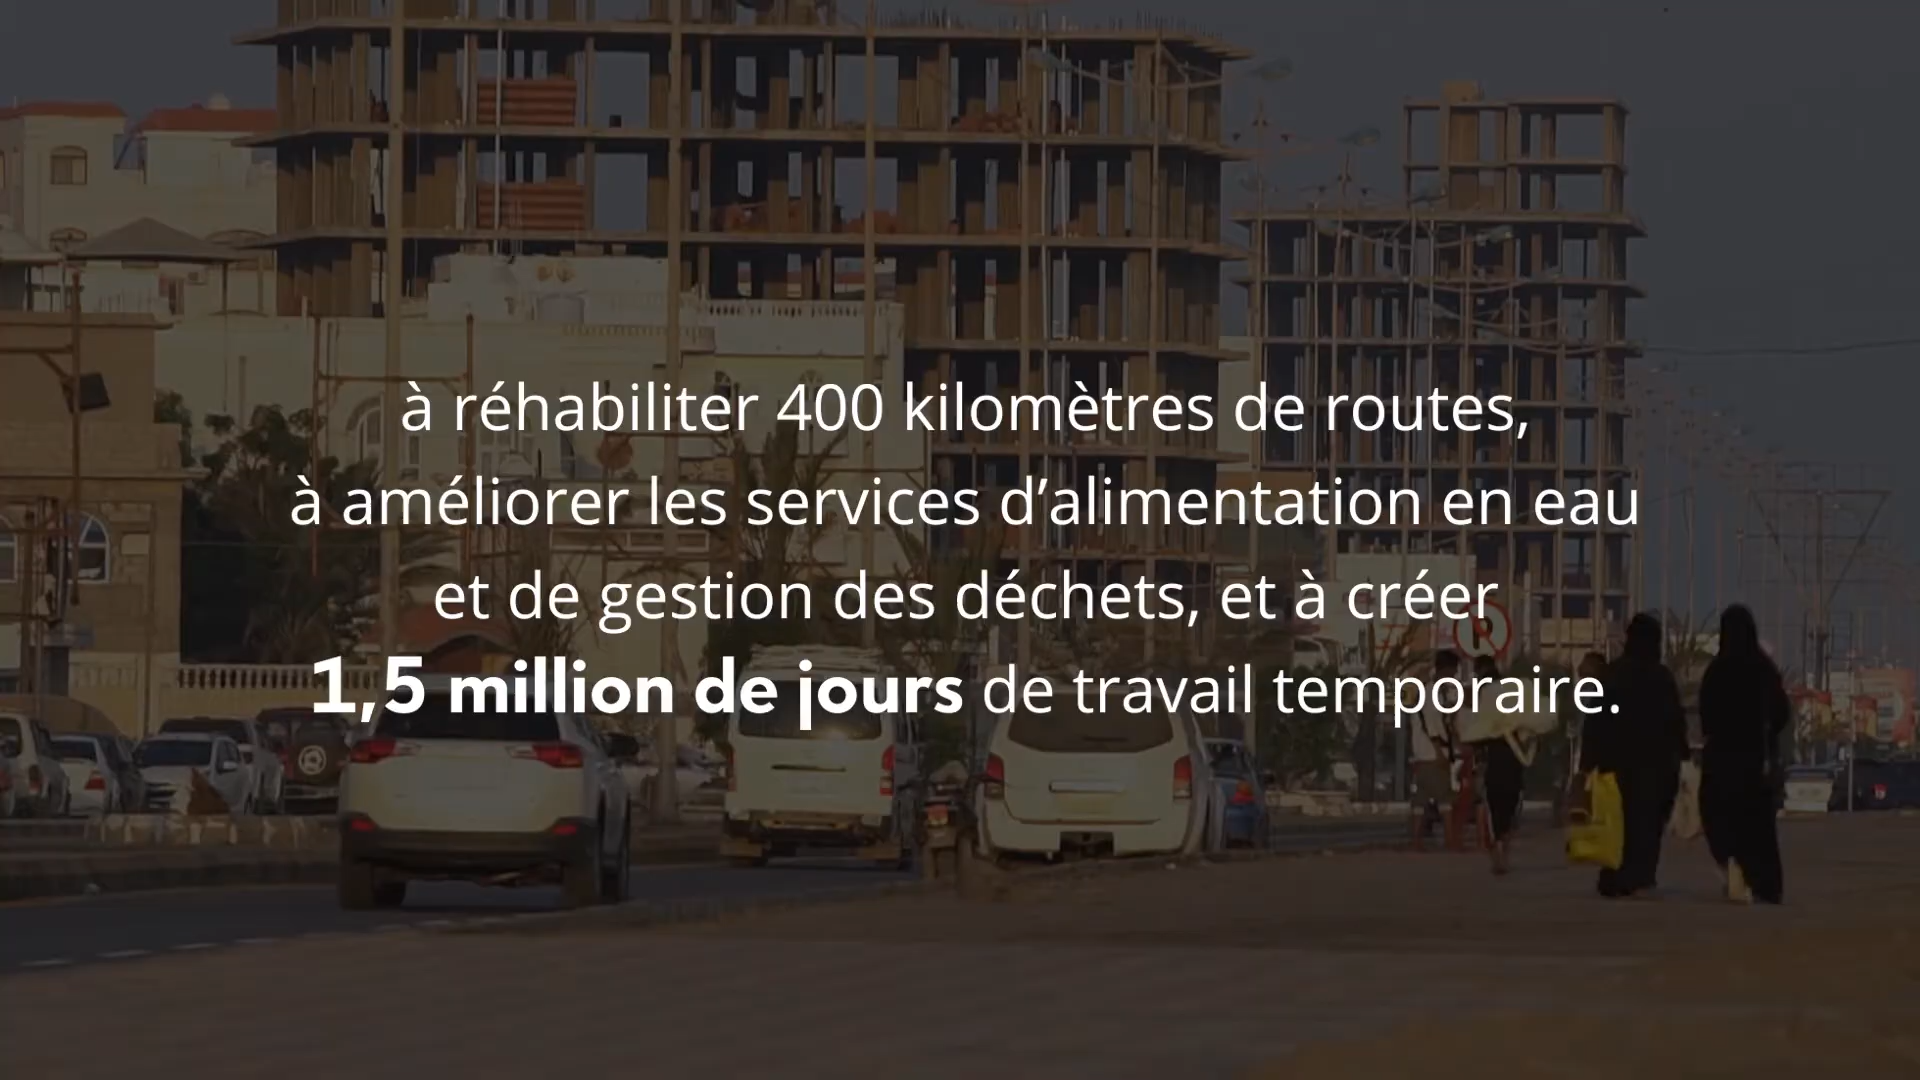 à réhabiliter 400 kilomètres de routes,
à améliorer les services d’alimentation en eau
et de gestion des déchets, et à créer
1,5 million de jours de travail temporaire.